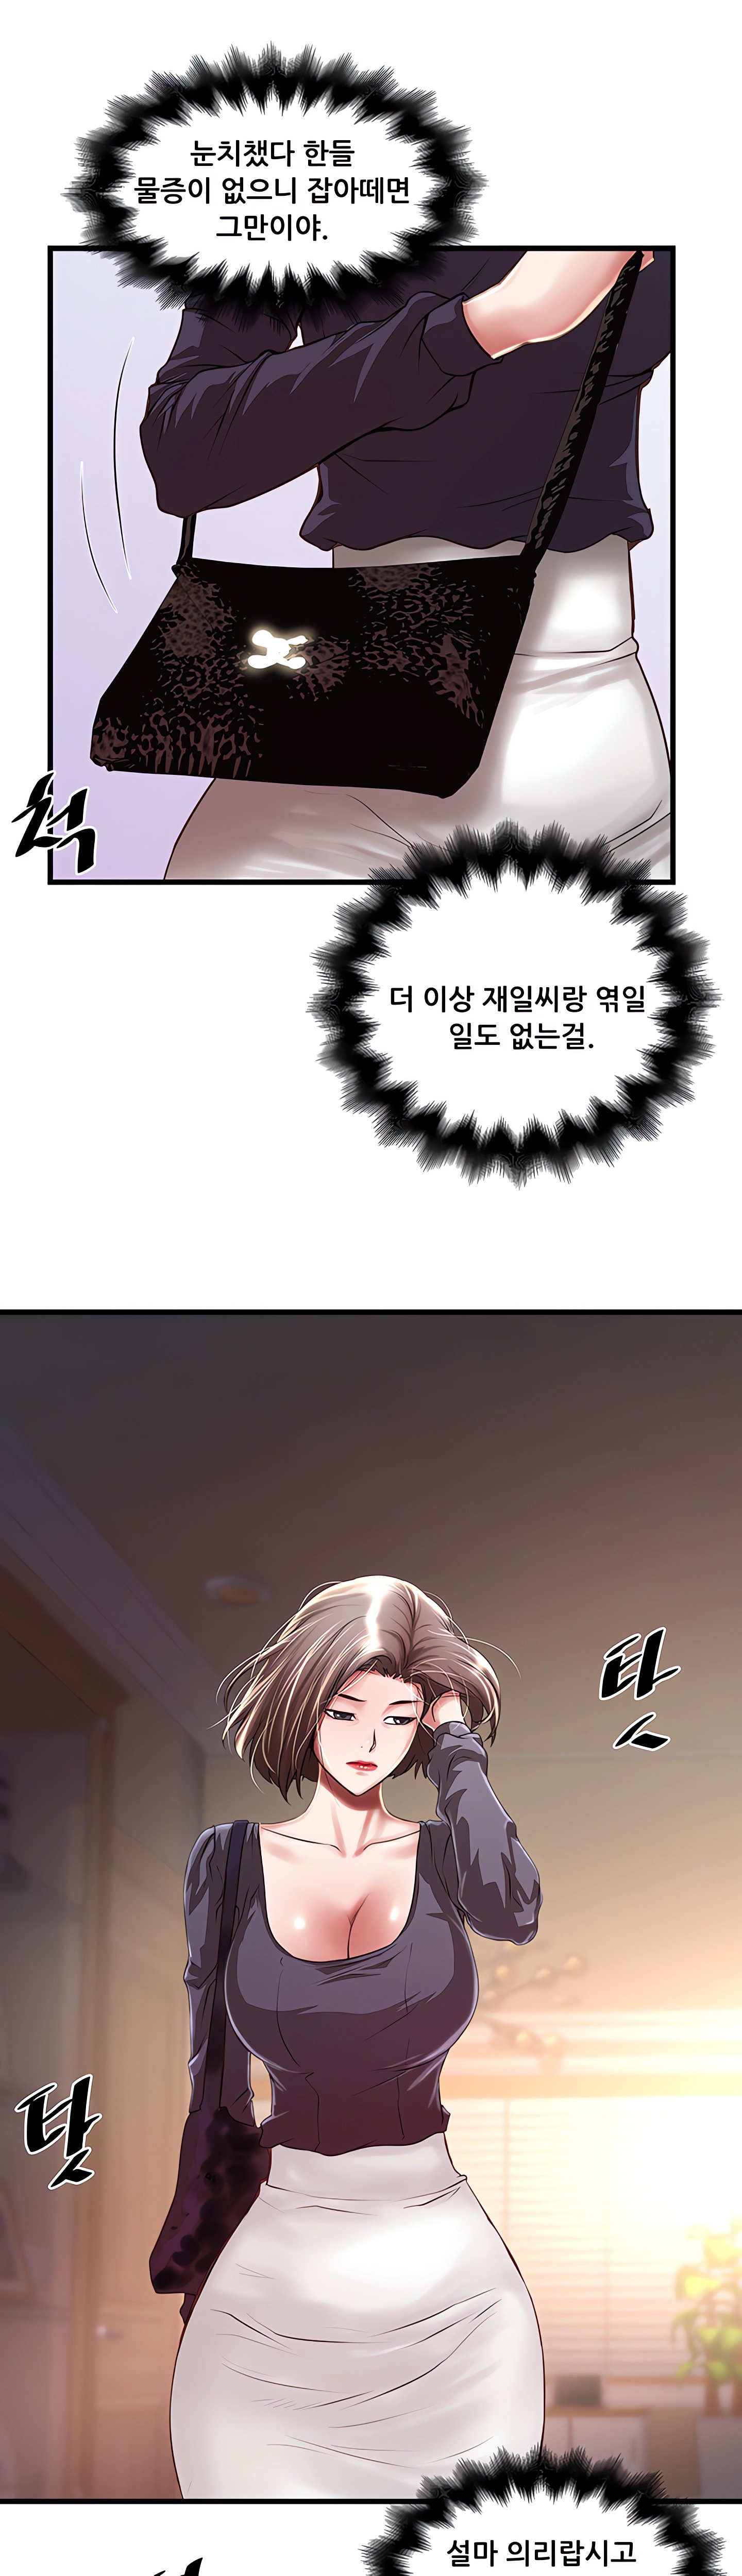 눈치챘다 한들
물증이 없으니 잡아떼면
그만이야.
척
더 이상 재일씨랑 엮일
일도 없는걸.
탓
탓
설마 의리랍시고